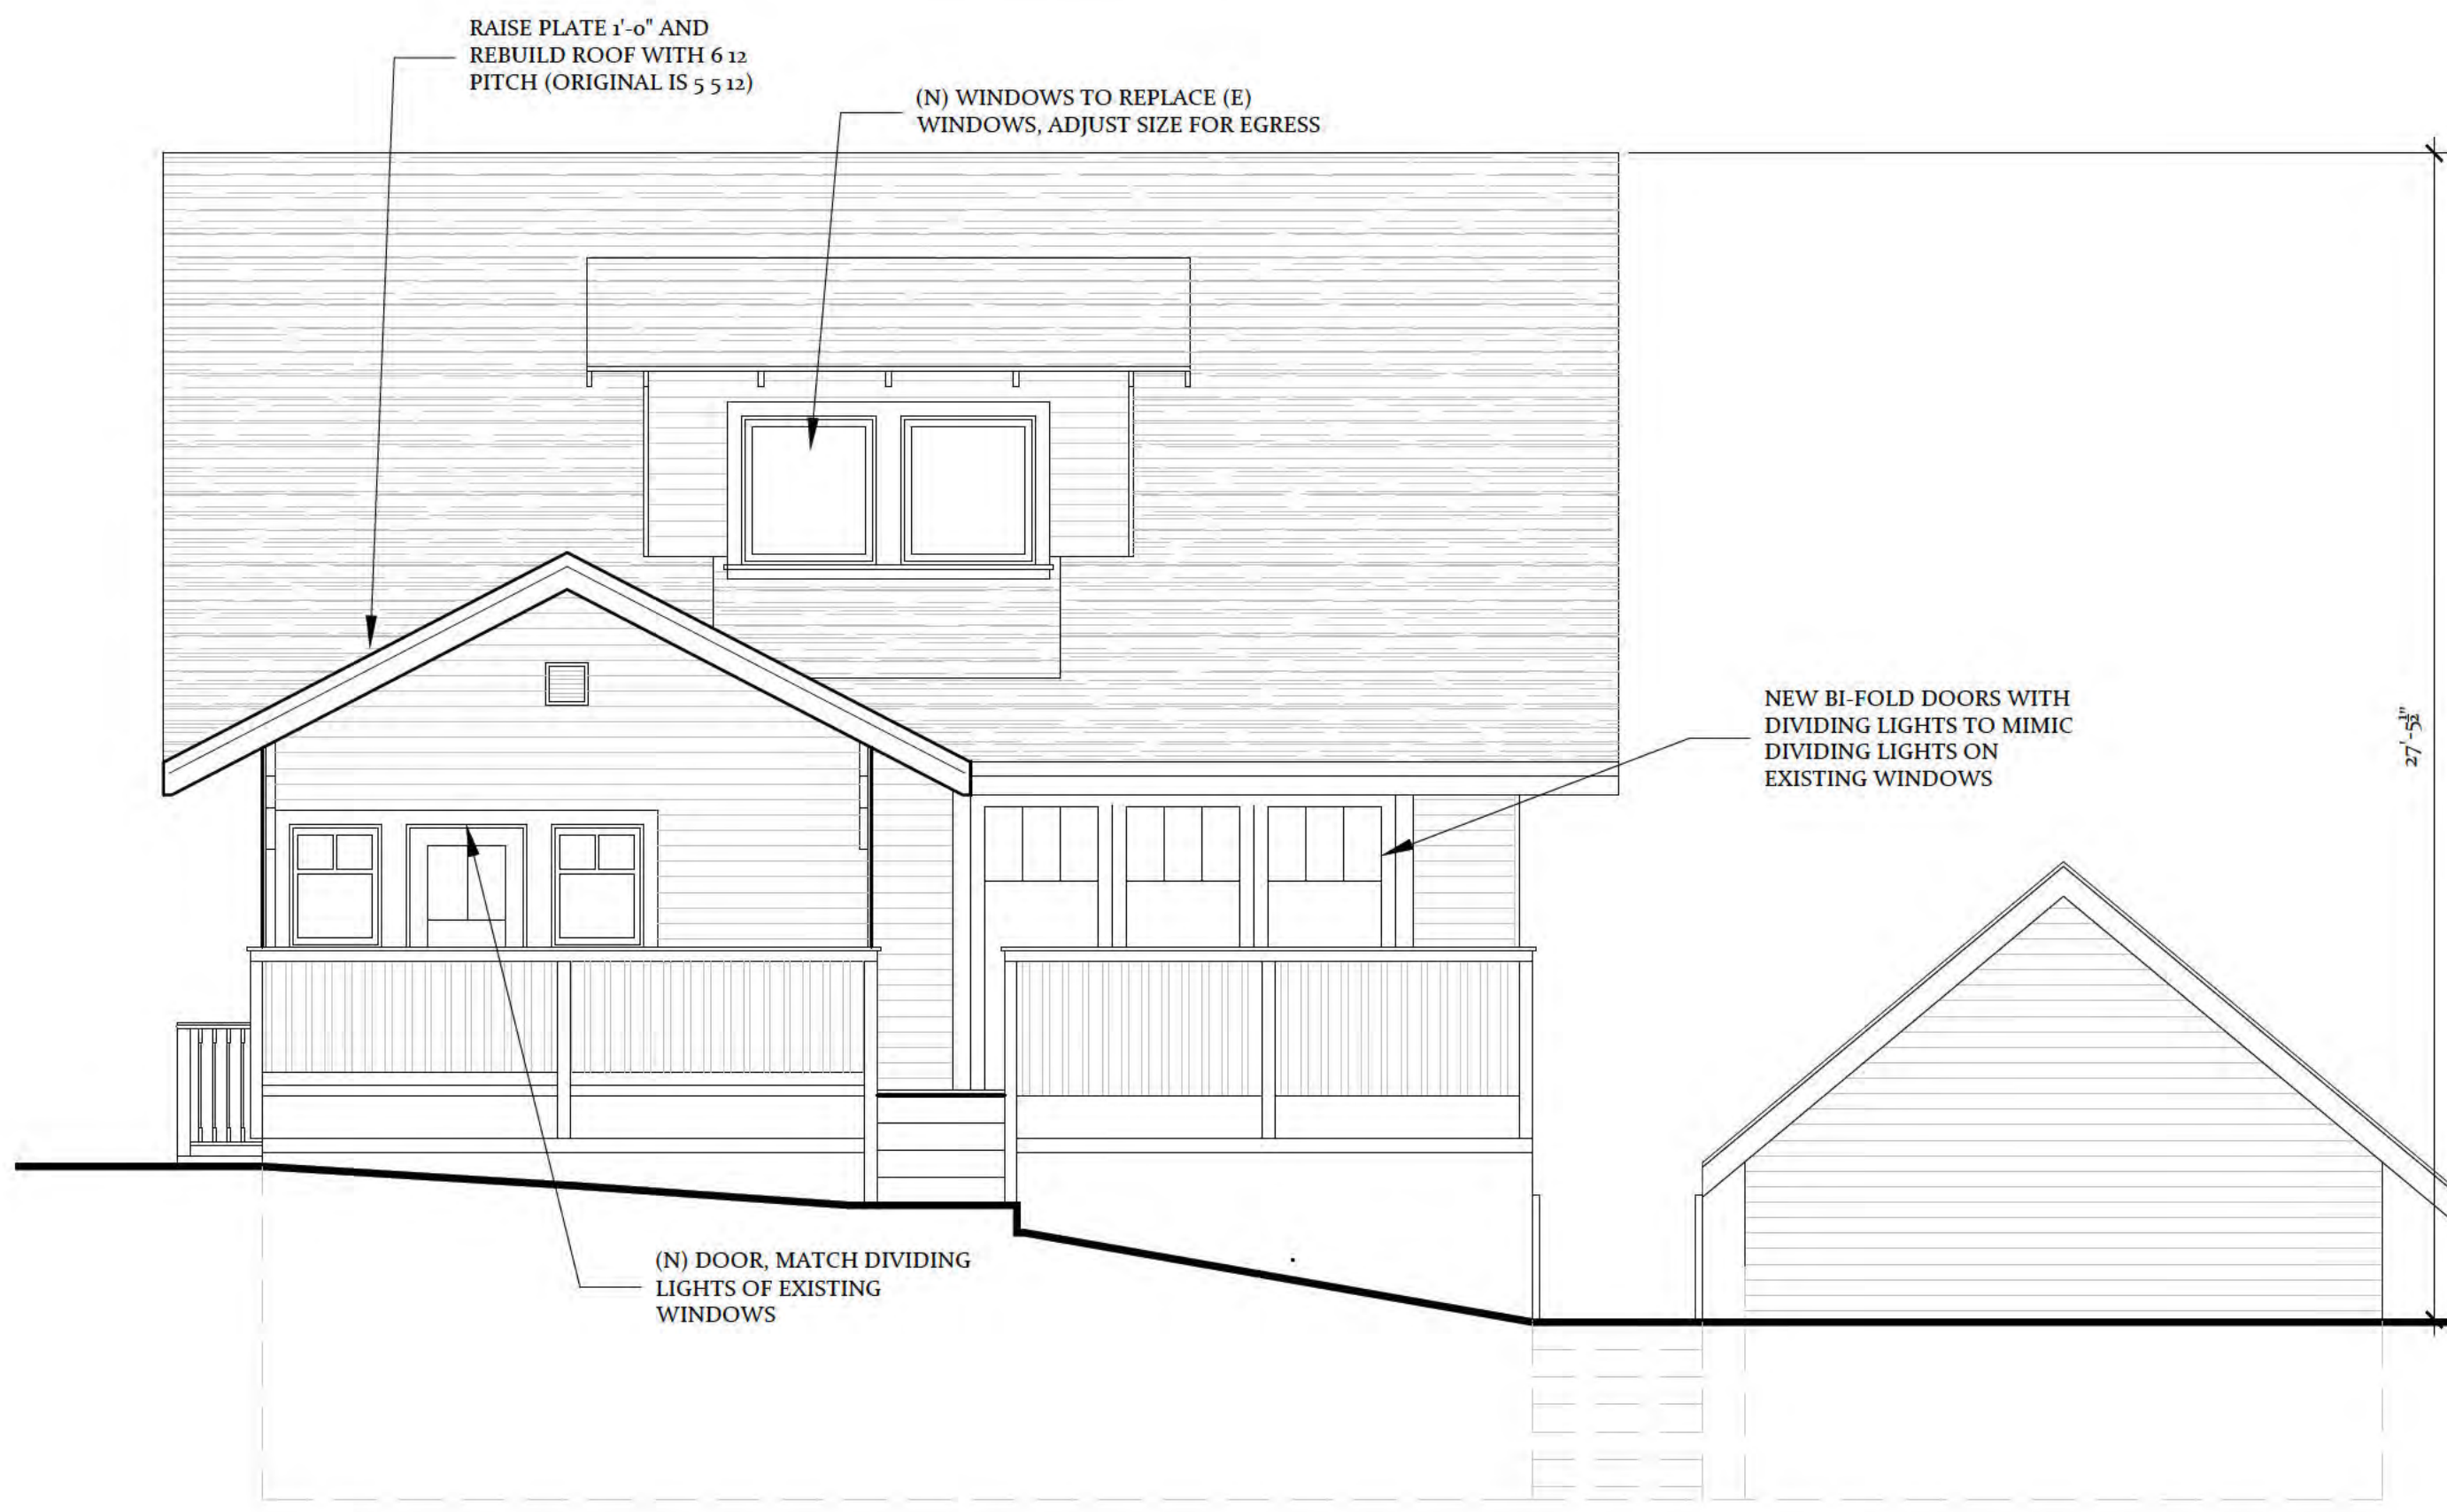 RAISE PLATE 1'-0" AND
REBUILD ROOF WITH 6 12
PITCH (ORIGINAL IS 5 5 12)
(N) WINDOWS TO REPLACE (E)
WINDOWS, ADJUST SIZE FOR EGRESS
NEW BI-FOLD DOORS WITH
DIVIDING LIGHTS TO MIMIC
DIVIDING LIGHTS ON
EXISTING WINDOWS
27'-5½"
(N) DOOR, MATCH DIVIDING
LIGHTS OF EXISTING
WINDOWS